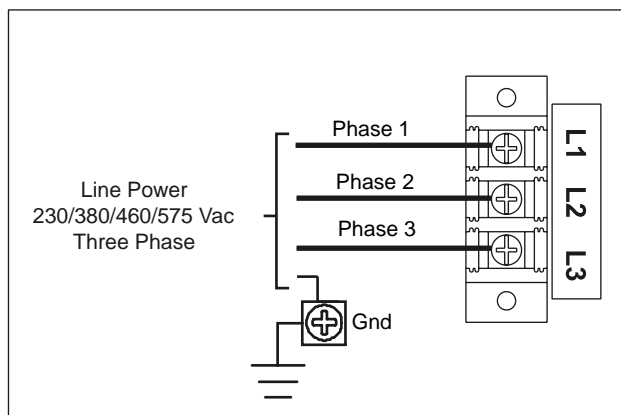 Phase 1
Phase 2
Phase 3
Line Power
230/380/460/575 Vac
Three Phase
Gnd
L1
L2
L3